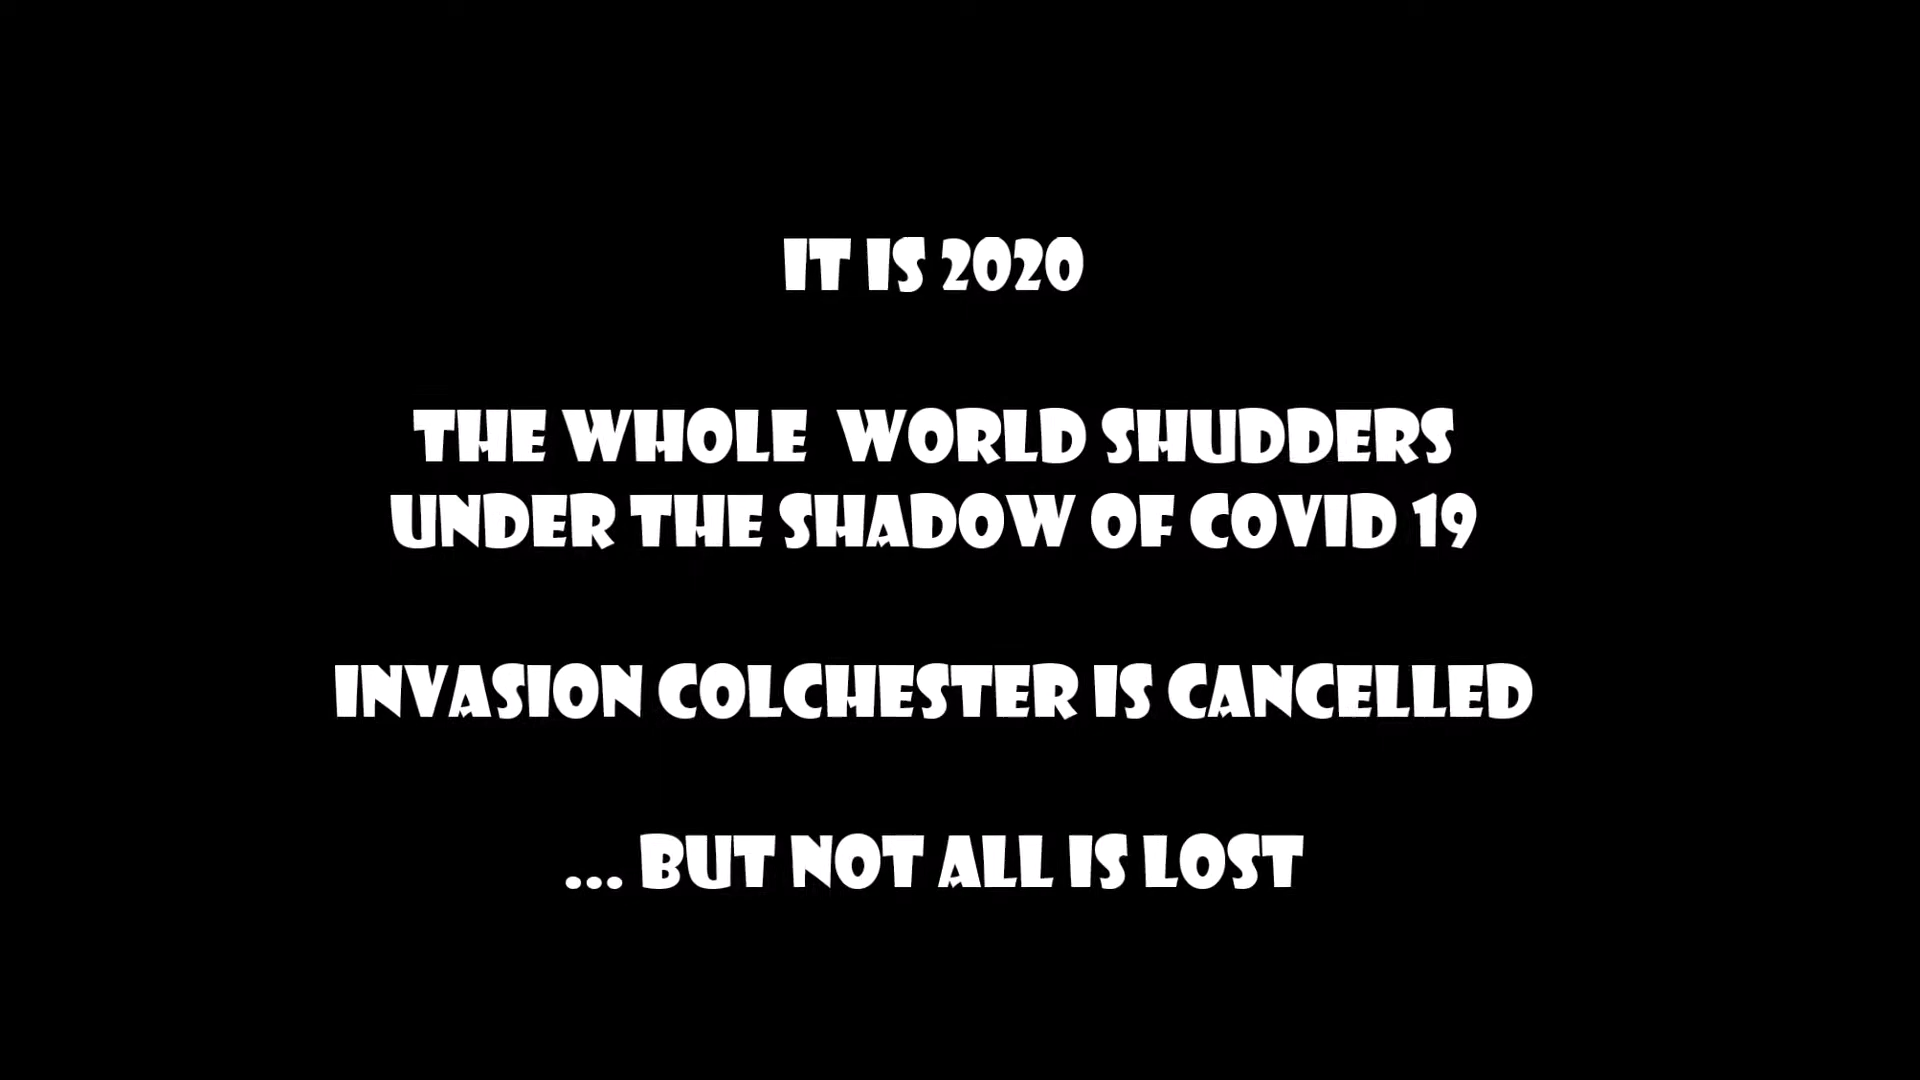 IT IS 2020
THE WHOLE WORLD SHUDDERS
UNDER THE SHADOW OF COVID 19
INVASION COLCHESTER IS CANCELLED
... BUT NOT ALL IS LOST